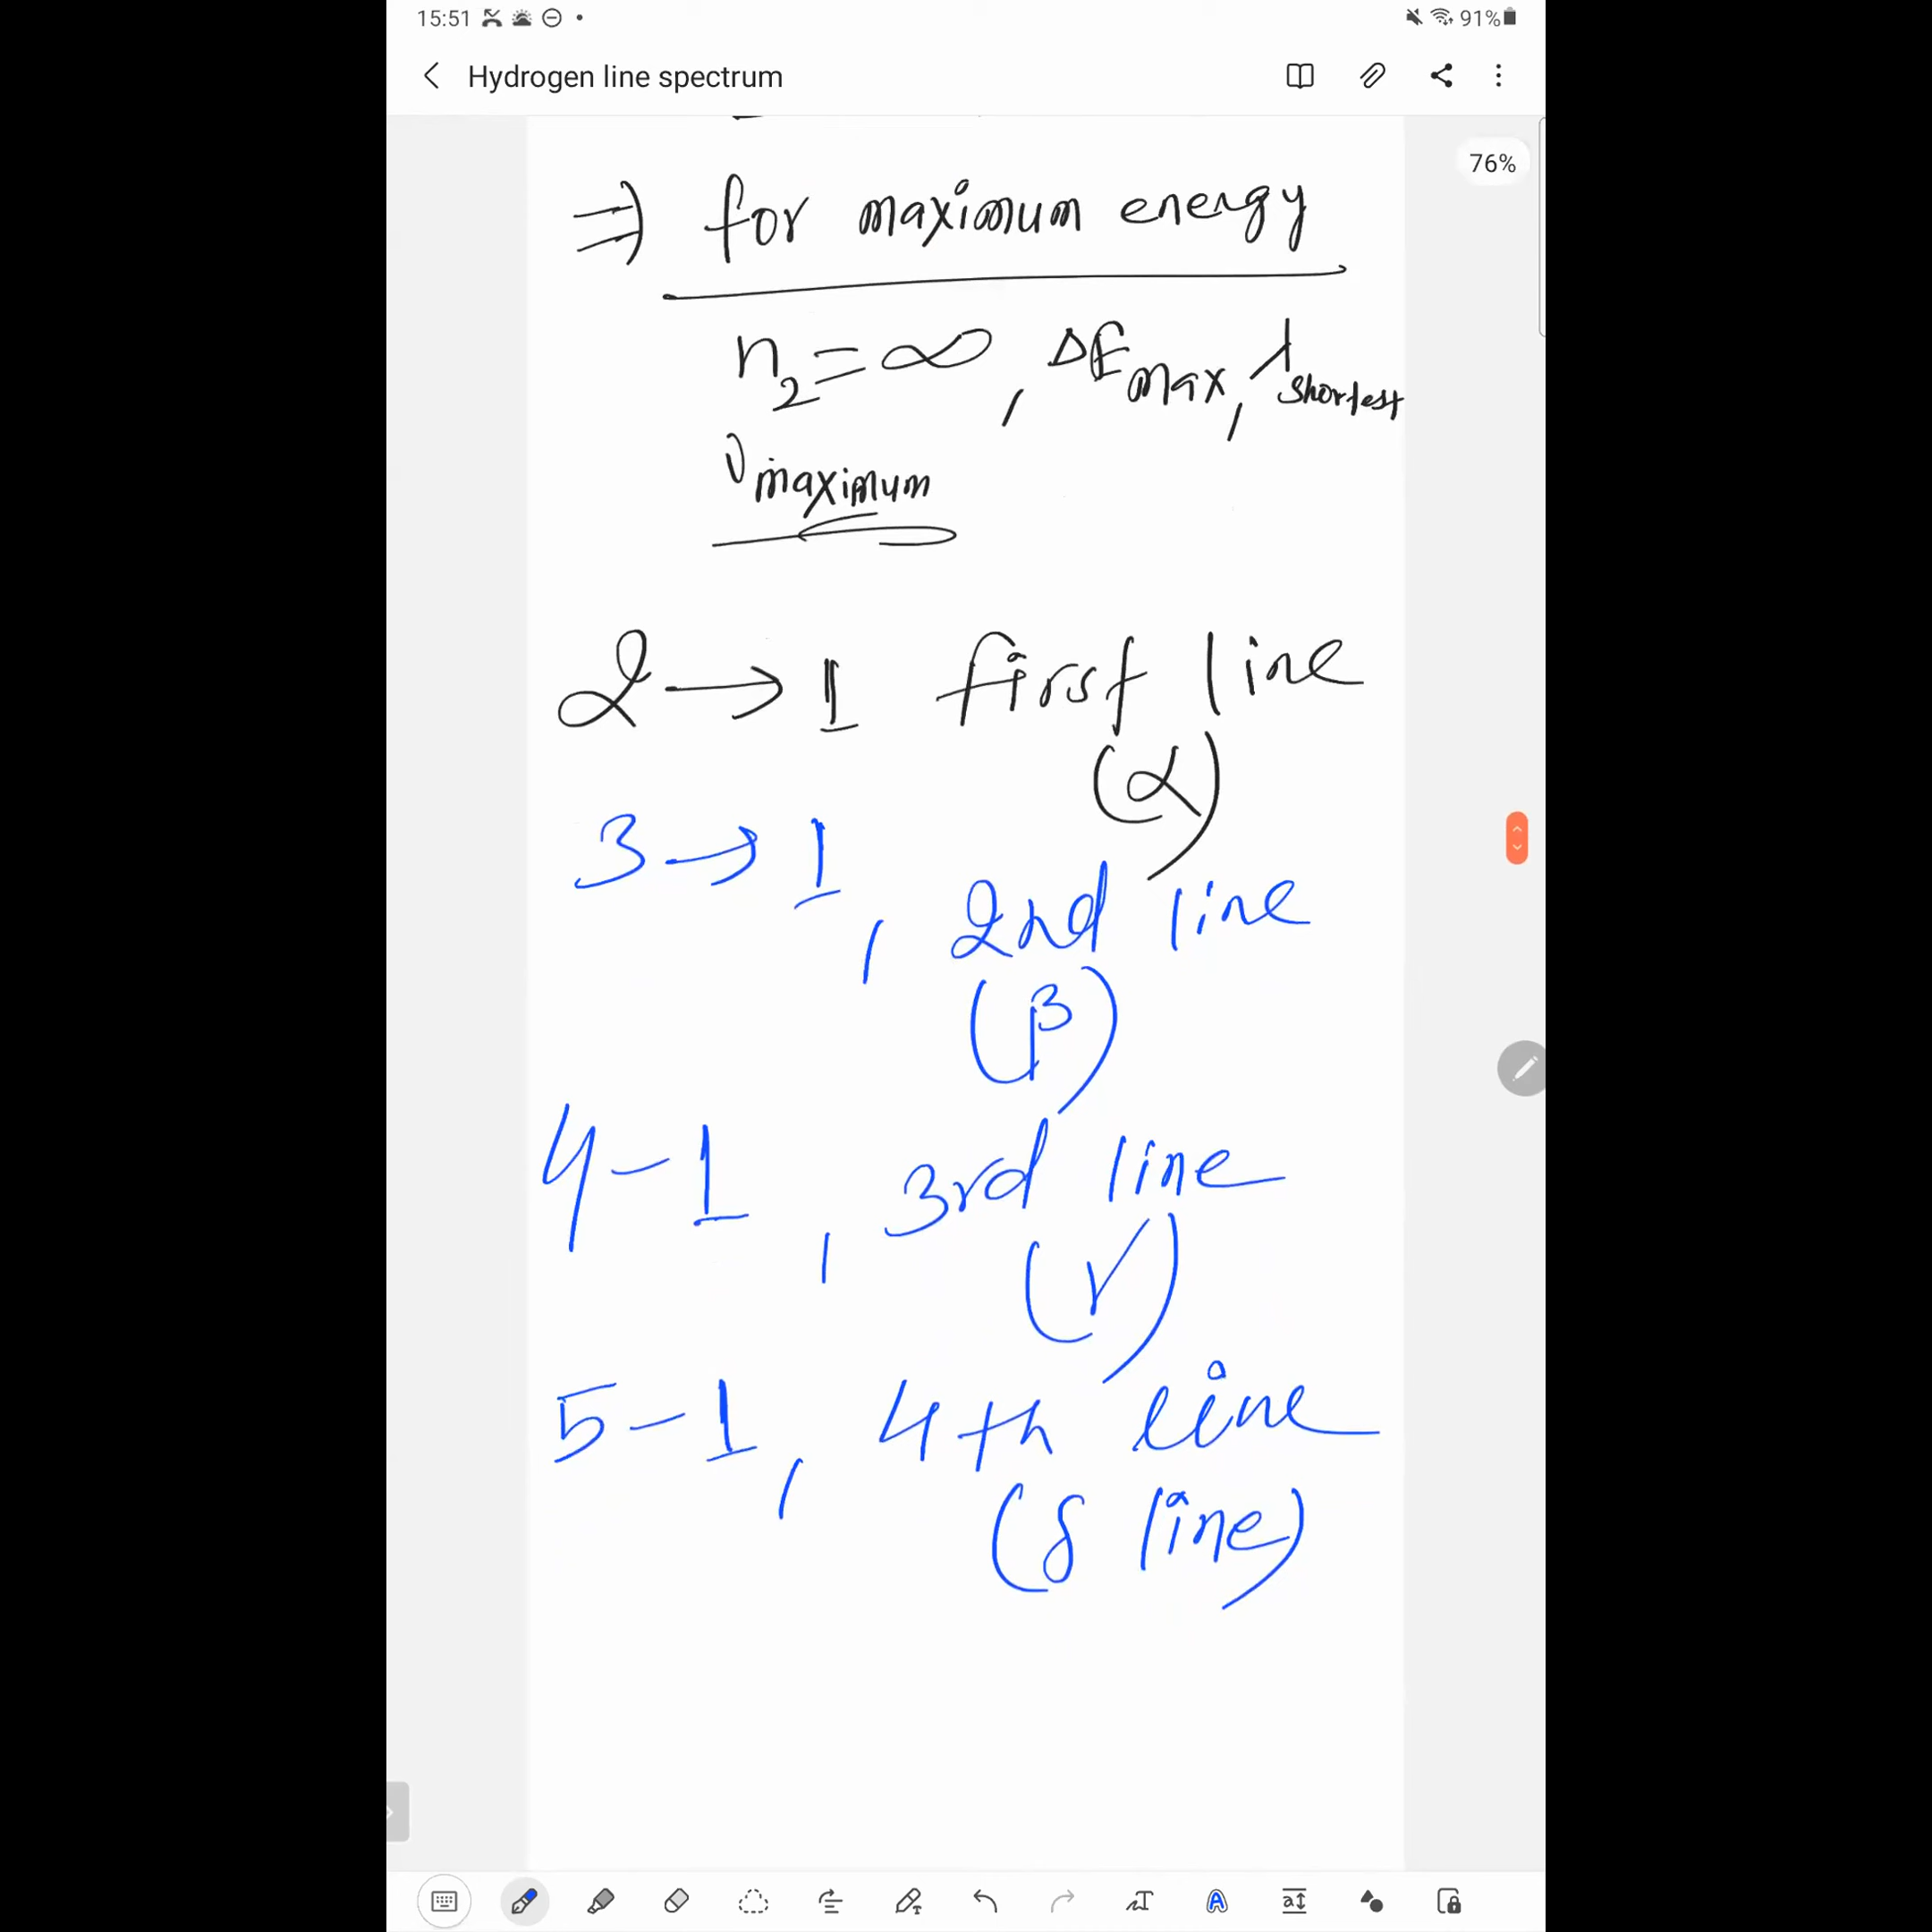 15:51 91%
Hydrogen line spectrum
76%
⇒ for maximum energy
n₂ = ∞, ΔE max, λ shortest
ν maximum
2 → 1 first line
(α)
3 → 1, 2nd line
(β)
4 - 1, 3rd line
(γ)
5 - 1, 4th line
(δ line)